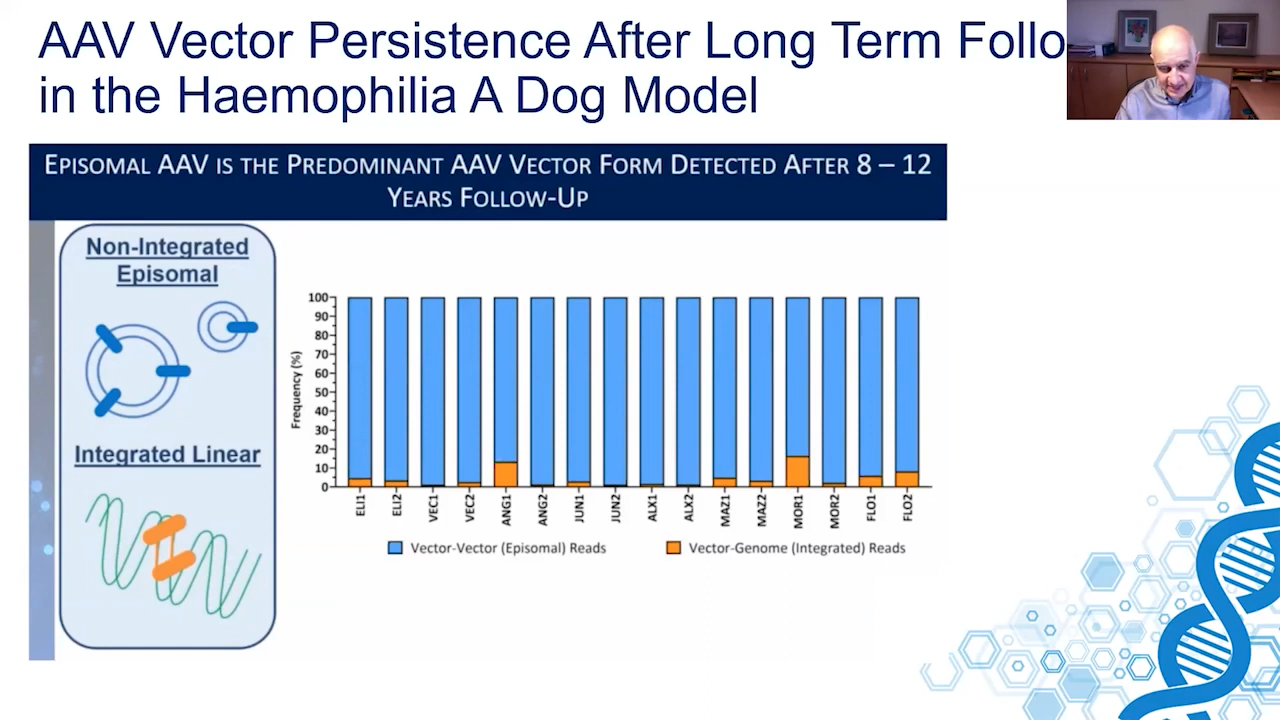 AAV Vector Persistence After Long Term Follo
in the Haemophilia A Dog Model
EPISOMAL AAV IS THE PREDOMINANT AAV VECTOR FORM DETECTED AFTER 8 – 12
YEARS FOLLOW-UP
Non-Integrated
Episomal
Integrated Linear
Frequency (%)
100
90
80
70
60
50
40
30
20
10
0
ELI1
ELI2
VEC1
VEC2
ANG1
ANG2
JUN1
JUN2
ALX1
ALX2
MAZ1
MAZ2
MOR1
MOR2
FLO1
FLO2
Vector-Vector (Episomal) Reads
Vector-Genome (Integrated) Reads